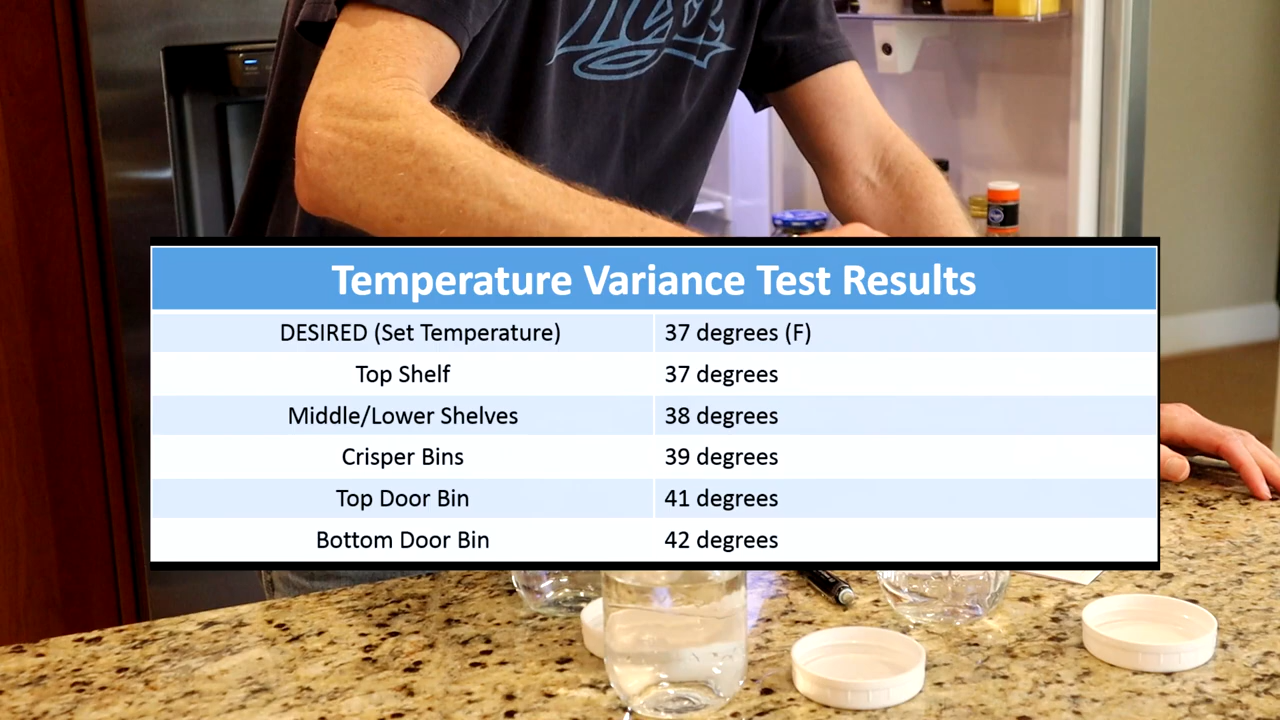 Temperature Variance Test Results
DESIRED (Set Temperature) 37 degrees (F)
Top Shelf 37 degrees
Middle/Lower Shelves 38 degrees
Crisper Bins 39 degrees
Top Door Bin 41 degrees
Bottom Door Bin 42 degrees